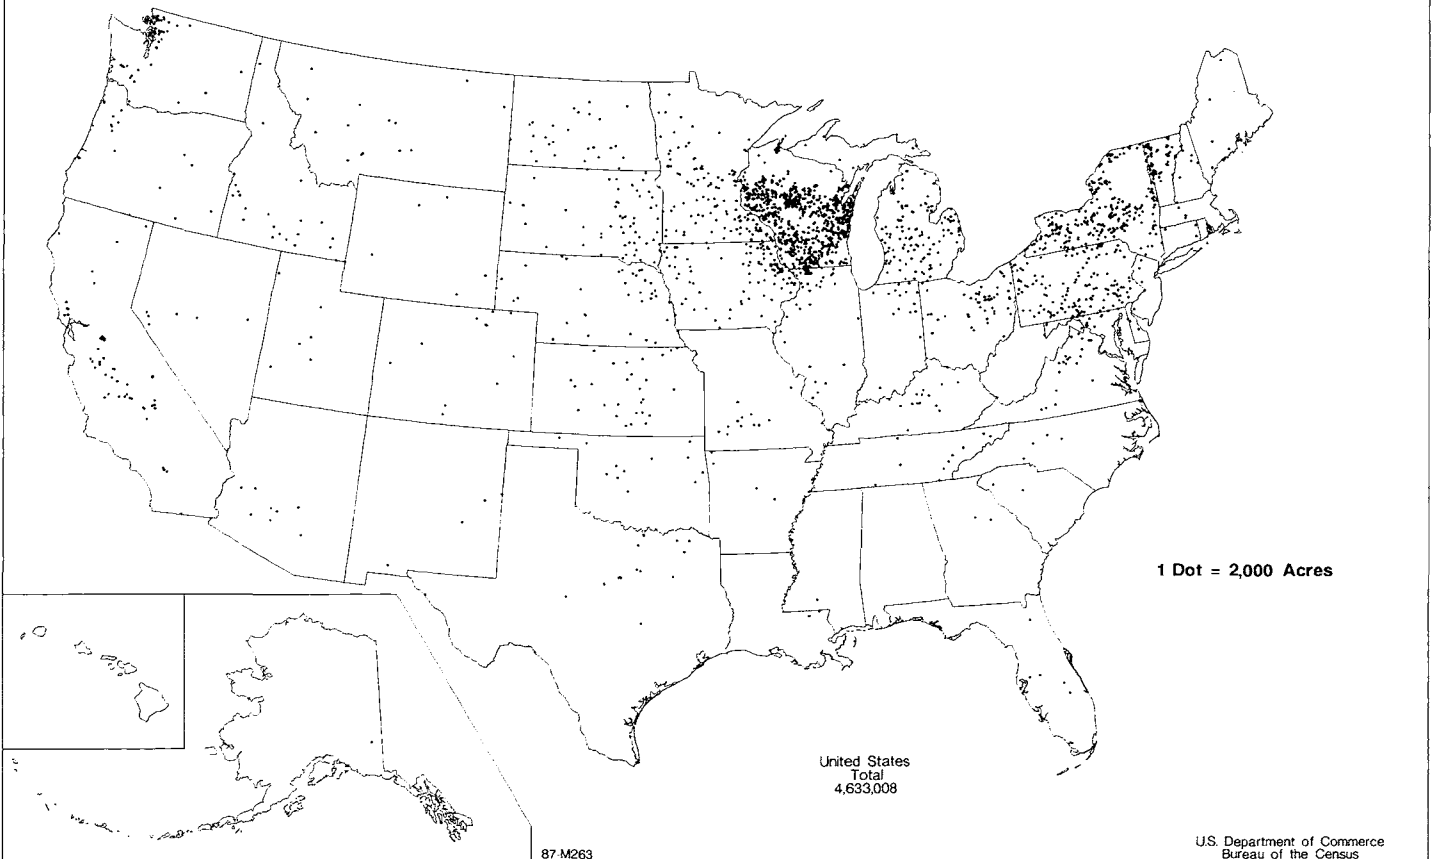 1 Dot = 2,000 Acres
United States
Total
4,633,008
87-M263
U.S. Department of Commerce
Bureau of the Census